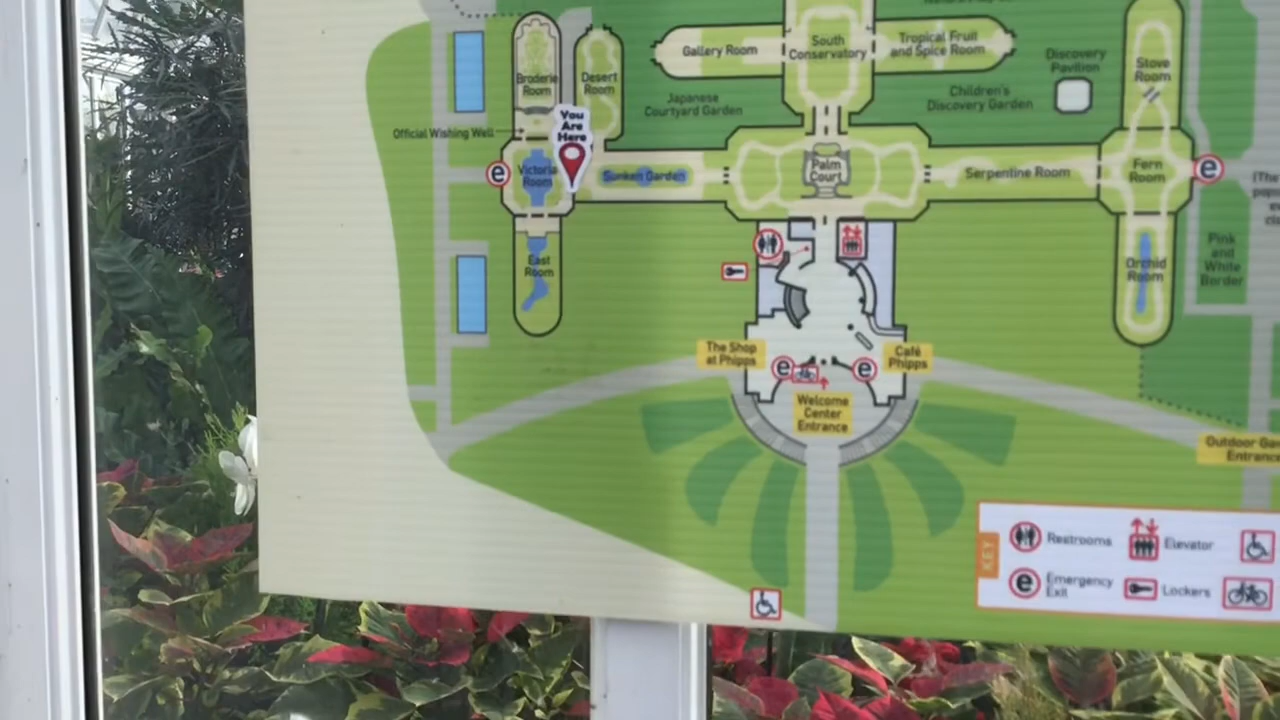 Gallery Room
South
Conservatory
Tropical Fruit
and Spice Room
Discovery
Pavilion
Stove
Room
Broderie
Room
Desert
Room
Japanese
Courtyard Garden
Children's
Discovery Garden
Official Wishing Well
You
Are
Here
e
Victoria
Room
Sunken Garden
Palm
Court
Serpentine Room
Fern
Room
e
East
Room
Orchid
Room
Pink
and
White
Border
The Shop
at Phipps
Café
Phipps
e
e
Welcome
Center
Entrance
Outdoor Gar
Entrance
KEY
Restrooms
Elevator
e
Emergency
Exit
Lockers